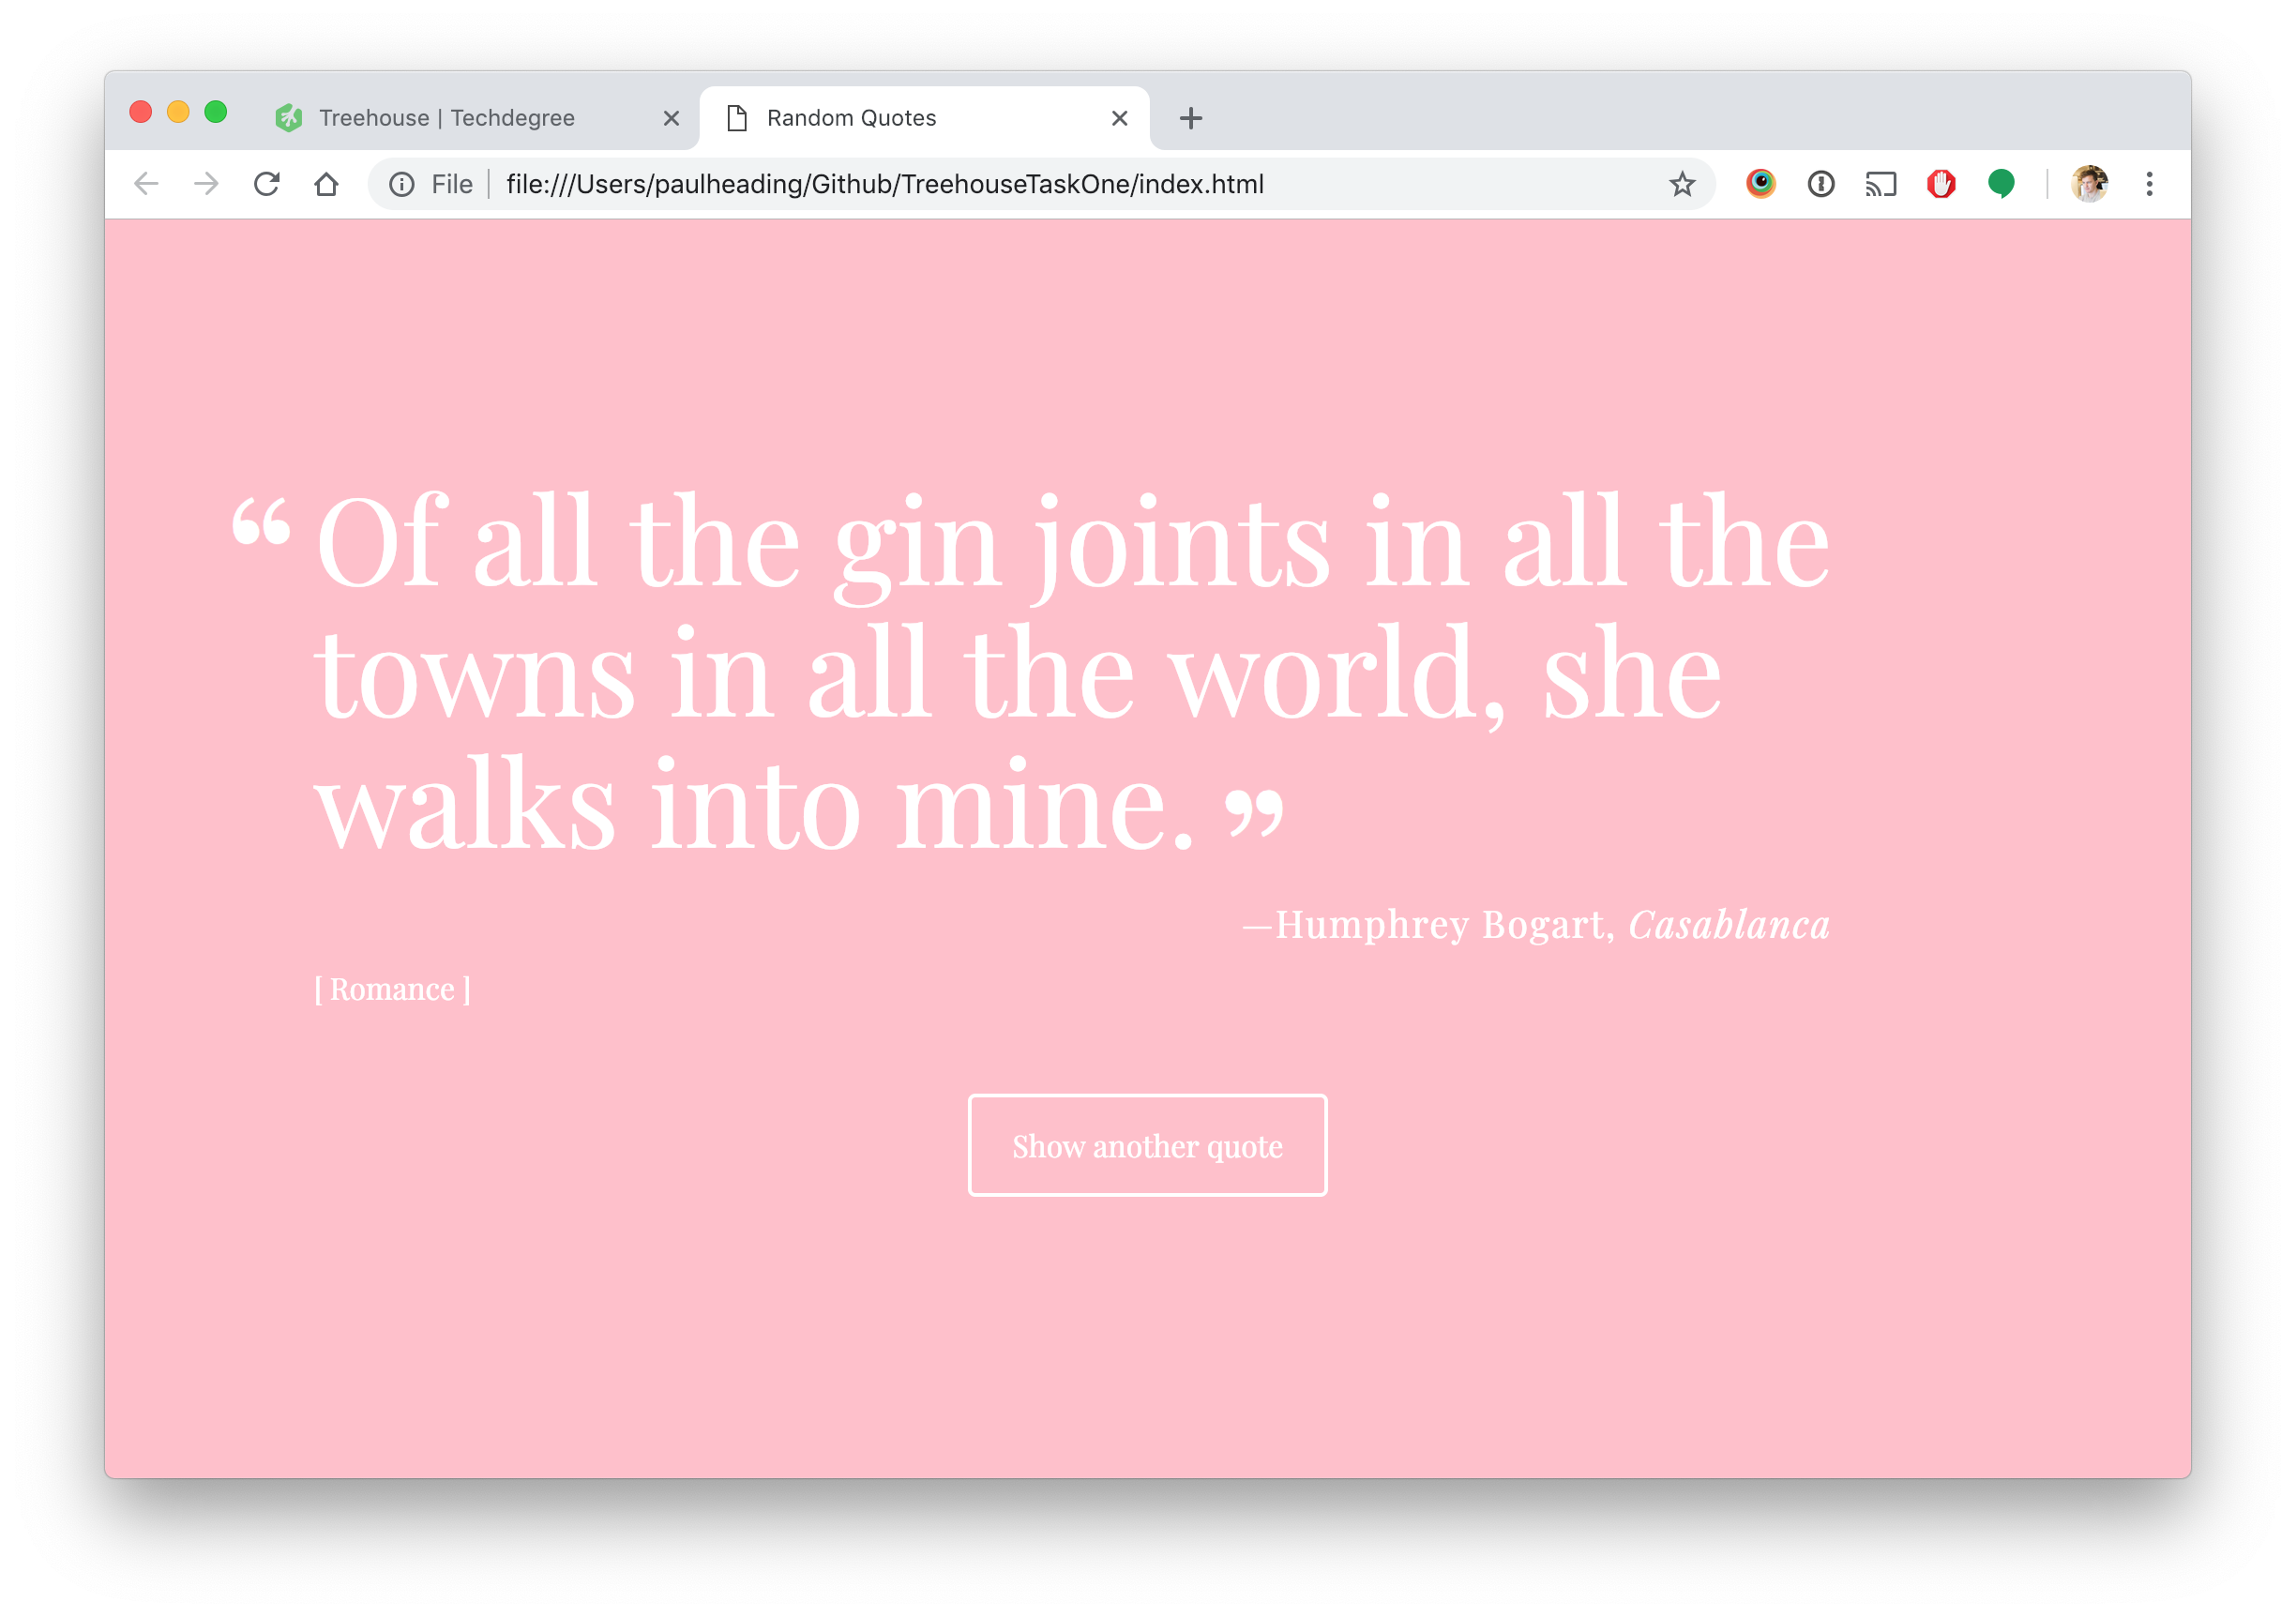 Treehouse | Techdegree
Random Quotes
File
file:///Users/paulheading/Github/TreehouseTaskOne/index.html
“Of all the gin joints in all the
towns in all the world, she
walks into mine.”
—Humphrey Bogart, Casablanca
[ Romance ]
Show another quote